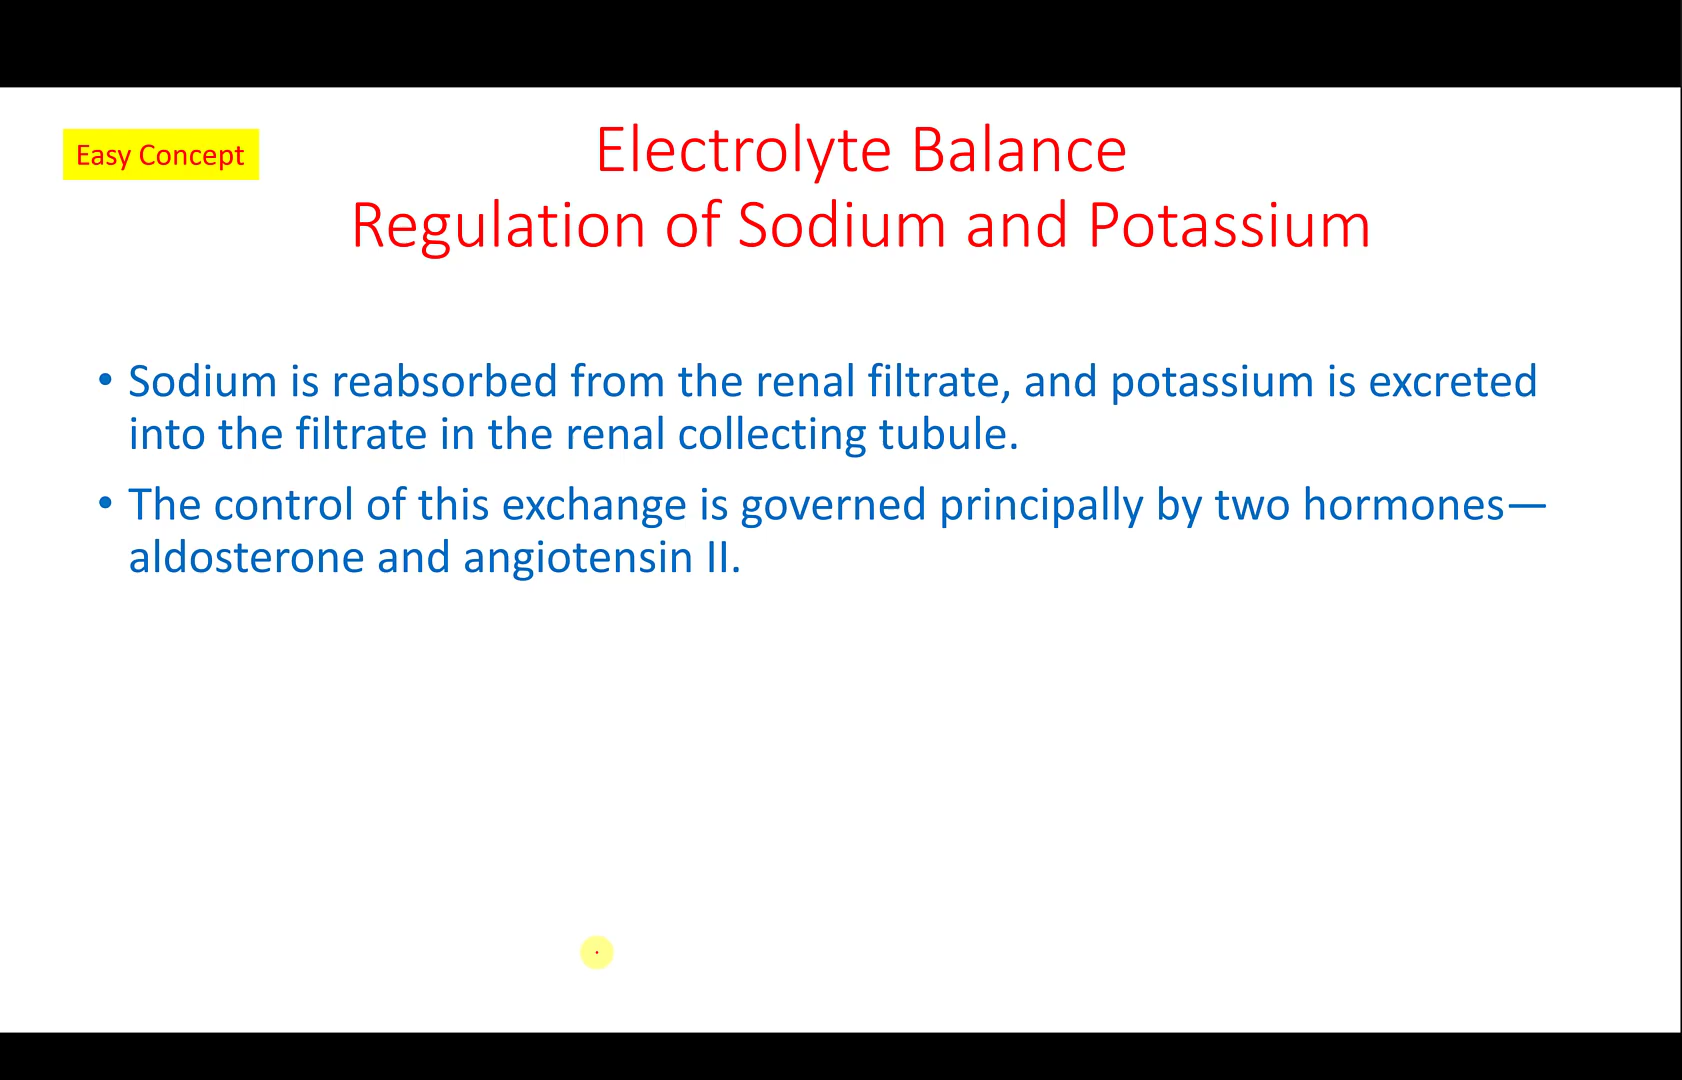 Easy Concept
Electrolyte Balance
Regulation of Sodium and Potassium
• Sodium is reabsorbed from the renal filtrate, and potassium is excreted
into the filtrate in the renal collecting tubule.
• The control of this exchange is governed principally by two hormones—
aldosterone and angiotensin II.